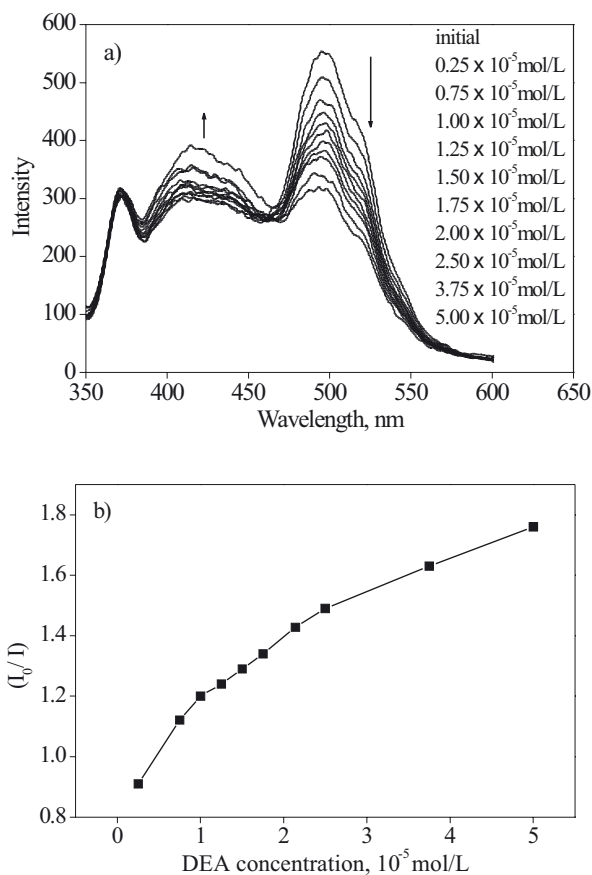 a)
600
500
400
300
200
100
0
Intensity
initial
0.25 x 10⁻⁵mol/L
0.75 x 10⁻⁵mol/L
1.00 x 10⁻⁵mol/L
1.25 x 10⁻⁵mol/L
1.50 x 10⁻⁵mol/L
1.75 x 10⁻⁵mol/L
2.00 x 10⁻⁵mol/L
2.50 x 10⁻⁵mol/L
3.75 x 10⁻⁵mol/L
5.00 x 10⁻⁵mol/L
350 400 450 500 550 600 650
Wavelength, nm
b)
1.8
1.6
1.4
1.2
1.0
0.8
(I₀/ I)
0 1 2 3 4 5
DEA concentration, 10⁻⁵mol/L